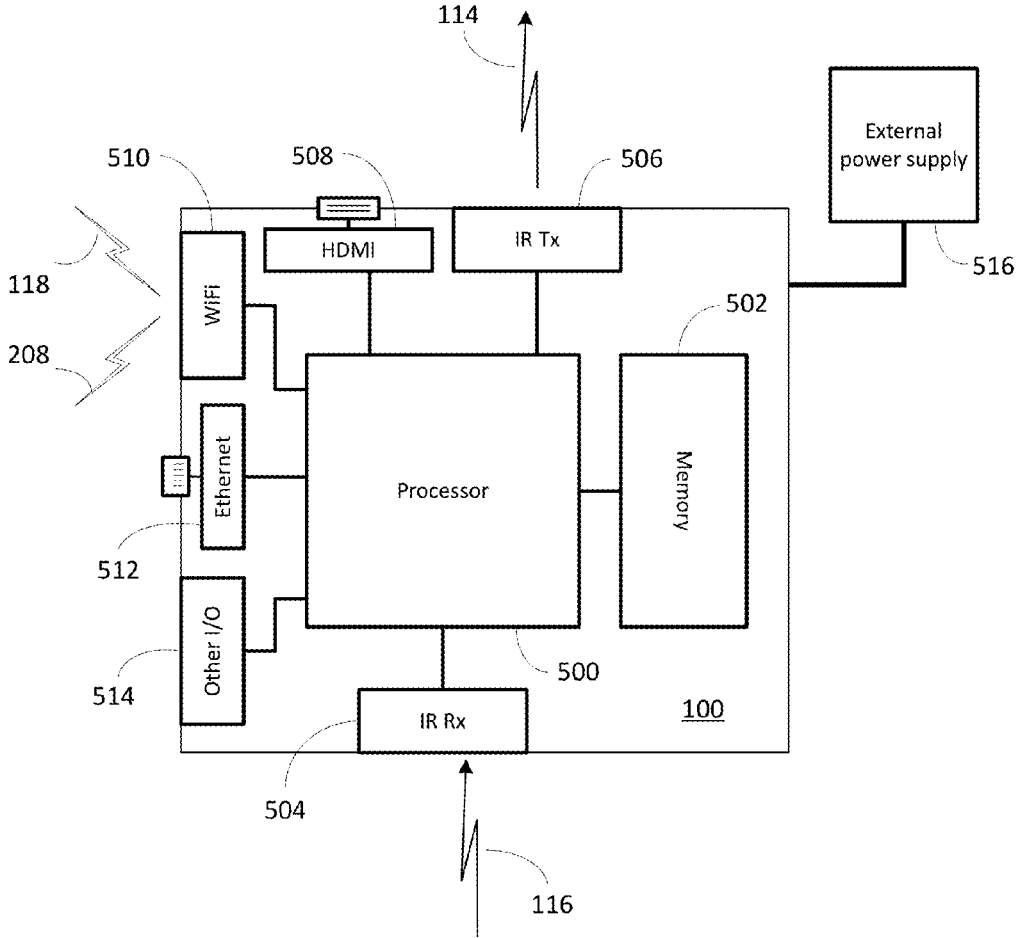 114
External
power supply
510
508
506
516
118
HDMI
IR Tx
WiFi
502
208
Ethernet
Processor
Memory
512
Other I/O
514
500
100
IR Rx
504
116